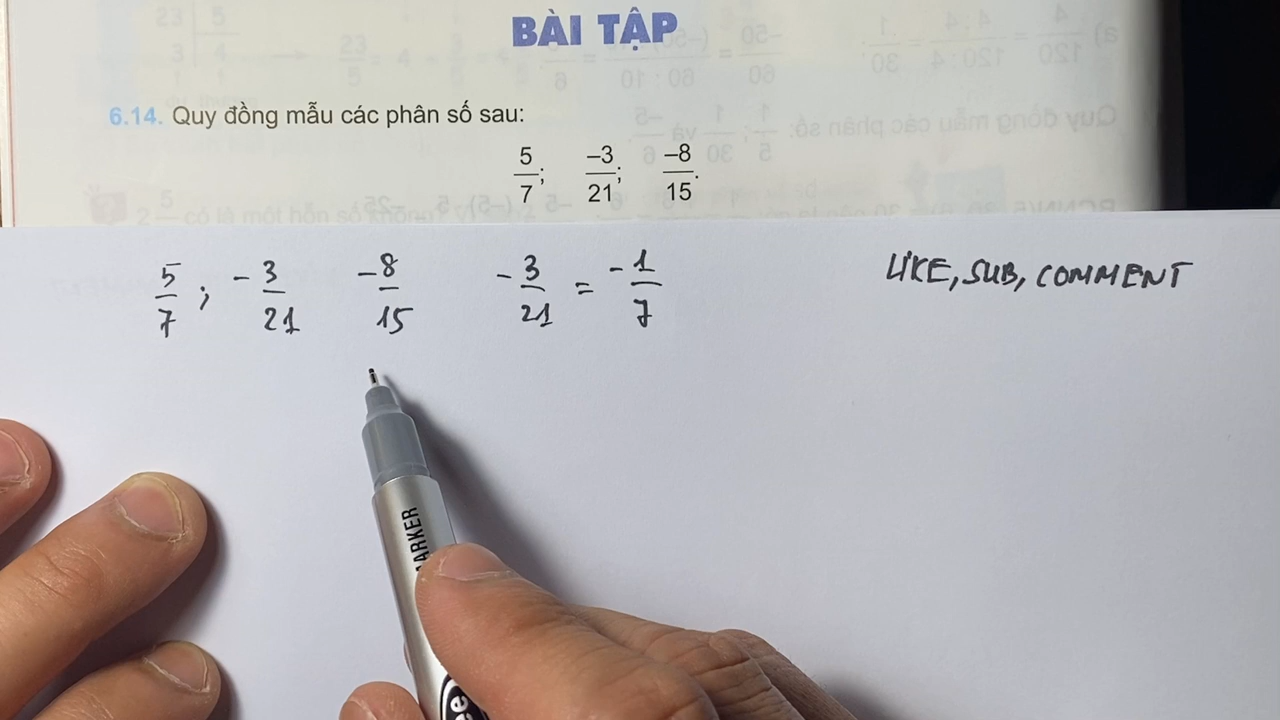 BÀI TẬP
6.14. Quy đồng mẫu các phân số sau:
5/7; –3/21; –8/15.
5/7 ; -3/21 -8/15 -3/21 = -1/7
LIKE, SUB, COMMENT
ARKER